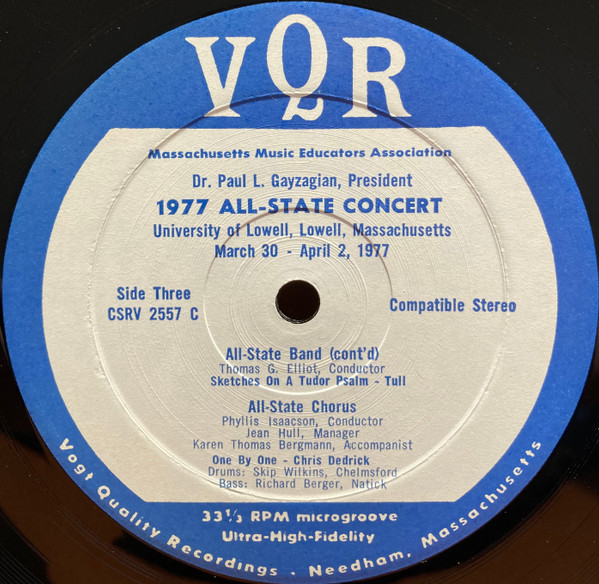 VQR
Massachusetts Music Educators Association
Dr. Paul L. Gayzagian, President
1977 ALL-STATE CONCERT
University of Lowell, Lowell, Massachusetts
March 30 - April 2, 1977
Side Three
CSRV 2557 C
Compatible Stereo
All-State Band (cont'd)
Thomas G. Elliot, Conductor
Sketches On A Tudor Psalm - Tull
All-State Chorus
Phyllis Isaacson, Conductor
Jean Hull, Manager
Karen Thomas Bergmann, Accompanist
One By One - Chris Dedrick
Drums: Skip Wilkins, Chelmsford
Bass: Richard Berger, Natick
33⅓ RPM microgroove
Ultra-High-Fidelity
Vogt Quality Recordings · Needham, Massachusetts